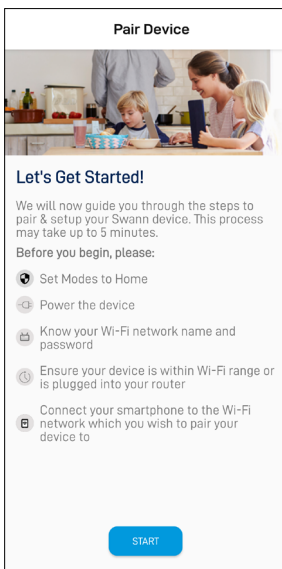 Pair Device
Let's Get Started!
We will now guide you through the steps to
pair & setup your Swann device. This process
may take up to 5 minutes.
Before you begin, please:
Set Modes to Home
Power the device
Know your Wi-Fi network name and
password
Ensure your device is within Wi-Fi range or
is plugged into your router
Connect your smartphone to the Wi-Fi
network which you wish to pair your
device to
START